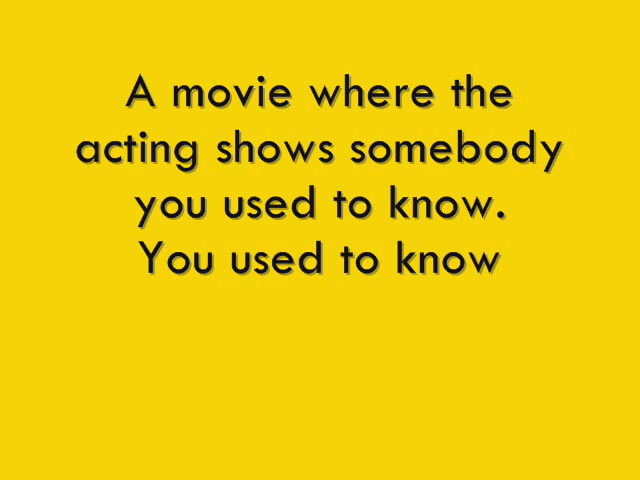 A movie where the
acting shows somebody
you used to know.
You used to know